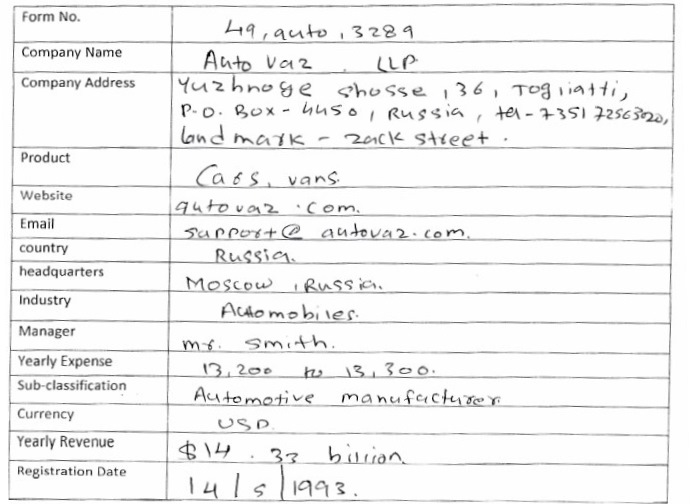 Form No. 49, auto, 3289
Company Name Auto vaz LLP
Company Address Yuzhnoye shosse, 36, Togliatti,
P.O. Box - 4450, Russia, tel - 7351 72563020,
land mark - zack street.
Product Cars, vans.
Website autovaz.com.
Email support@autovaz.com.
country Russia.
headquarters Moscow, Russia.
Industry Automobiles.
Manager mr. smith.
Yearly Expense 13,200 to 13,300.
Sub-classification Automotive manufacturer
Currency USD.
Yearly Revenue $14.33 billion.
Registration Date 14/5/1993.